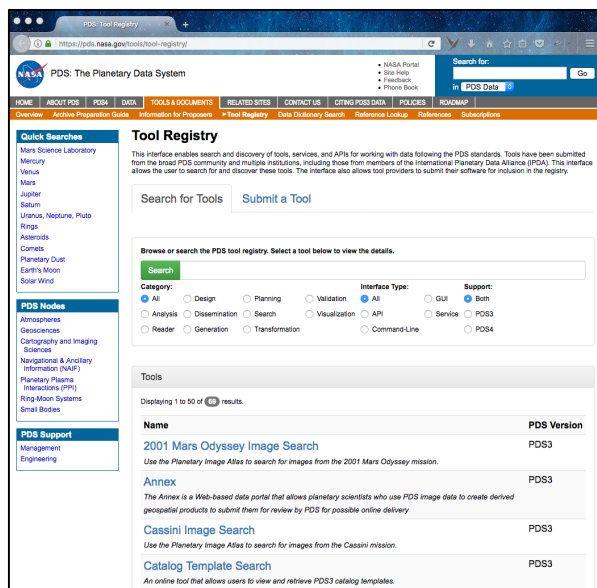 PDS: Tool Registry
https://pds.nasa.gov/tools/tool-registry/
NASA
PDS: The Planetary Data System
• NASA Portal
• Site Help
• Feedback
• Phone Book
Search for:
Go
in PDS Data
HOME ABOUT PDS PDS4 DATA TOOLS & DOCUMENTS RELATED SITES CONTACT US CITING PDS3 DATA POLICIES ROADMAP
Overview Archive Preparation Guide Information for Proposers Tool Registry Data Dictionary Search Reference Lookup References Subscriptions
Quick Searches
Mars Science Laboratory
Mercury
Venus
Mars
Jupiter
Saturn
Uranus, Neptune, Pluto
Rings
Asteroids
Comets
Planetary Dust
Earth's Moon
Solar Wind
PDS Nodes
Atmospheres
Geosciences
Cartography and Imaging
Sciences
Navigational & Ancillary
Information (NAIF)
Planetary Plasma
Interactions (PPI)
Ring-Moon Systems
Small Bodies
PDS Support
Management
Engineering
Tool Registry
This interface enables search and discovery of tools, services, and APIs for working with data following the PDS standards. Tools have been submitted
from the broad PDS community and multiple institutions, including those from members of the International Planetary Data Alliance (IPDA). This interface
allows the user to search for and discover these tools. The interface also allows tool providers to submit their software for inclusion in the registry.
Search for Tools Submit a Tool
Browse or search the PDS tool registry. Select a tool below to view the details.
Search
Category: Interface Type: Support:
All Design Planning Validation All GUI Both
Analysis Dissemination Search Visualization API Service PDS3
Reader Generation Transformation Command-Line PDS4
Tools
Displaying 1 to 50 of 69 results.
Name PDS Version
2001 Mars Odyssey Image Search PDS3
Use the Planetary Image Atlas to search for images from the 2001 Mars Odyssey mission.
Annex PDS3
The Annex is a Web-based data portal that allows planetary scientists who use PDS image data to create derived
geospatial products to submit them for review by PDS for possible online delivery
Cassini Image Search PDS3
Use the Planetary Image Atlas to search for images from the Cassini mission.
Catalog Template Search PDS3
An online tool that allows users to view and retrieve PDS3 catalog templates.